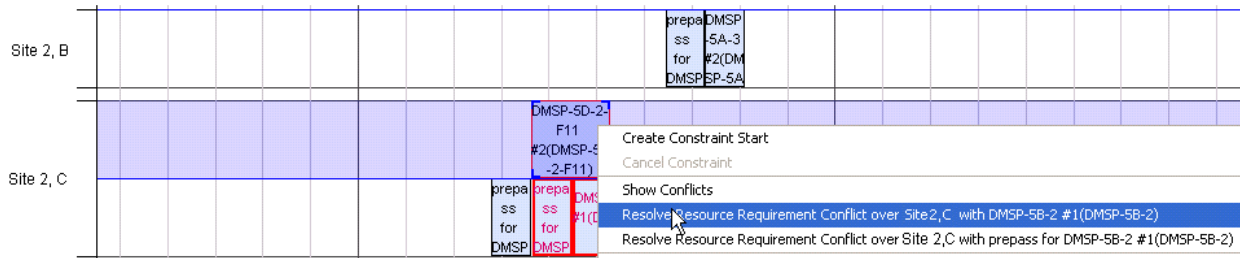 Site 2, B
prepa
ss
for
DMSP
DMSP
-5A-3
#2(DM
SP-5A
Site 2, C
DMSP-5D-2-
F11
#2(DMSP-5
-2-F11)
prepa
ss
for
DMSP
prepa
ss
for
DMSP
DMS
#1(D
Create Constraint Start
Cancel Constraint
Show Conflicts
Resolve Resource Requirement Conflict over Site2,C with DMSP-5B-2 #1(DMSP-5B-2)
Resolve Resource Requirement Conflict over Site 2,C with prepass for DMSP-5B-2 #1(DMSP-5B-2)